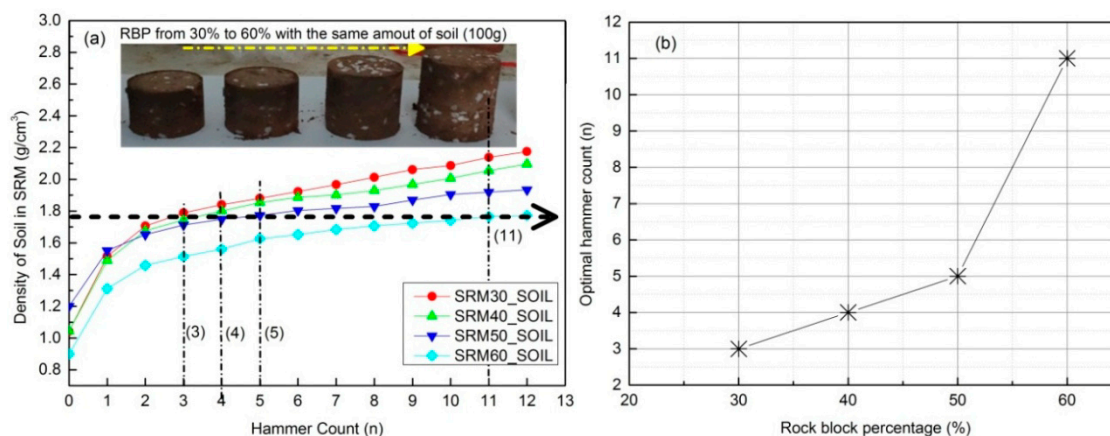 (a)
RBP from 30% to 60% with the same amout of soil (100g)
3.0
2.8
2.6
2.4
2.2
2.0
1.8
1.6
1.4
1.2
1.0
0.8
Density of Soil in SRM (g/cm³)
(3)
(4)
(5)
(11)
SRM30_SOIL
SRM40_SOIL
SRM50_SOIL
SRM60_SOIL
0 1 2 3 4 5 6 7 8 9 10 11 12 13
Hammer Count (n)
(b)
12
11
10
9
8
7
6
5
4
3
2
Optimal hammer count (n)
20 30 40 50 60
Rock block percentage (%)